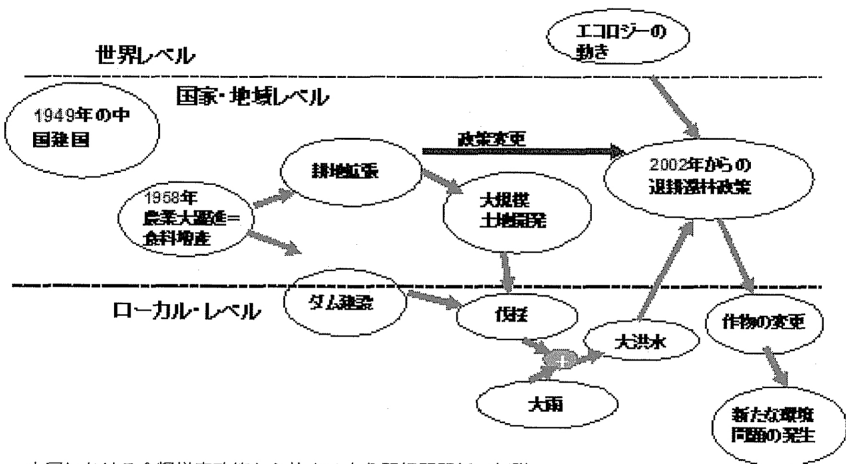 エコロジーの
動き
世界レベル
国家・地域レベル
1949年の中
国建国
政策変更
2002年からの
退耕還林政策
耕地拡張
1958年
農業大躍進=
食料増産
大規模
土地開発
ローカル・レベル
ダム建設
伐採
大洪水
作物の変更
+
大雨
新たな環境
問題の発生